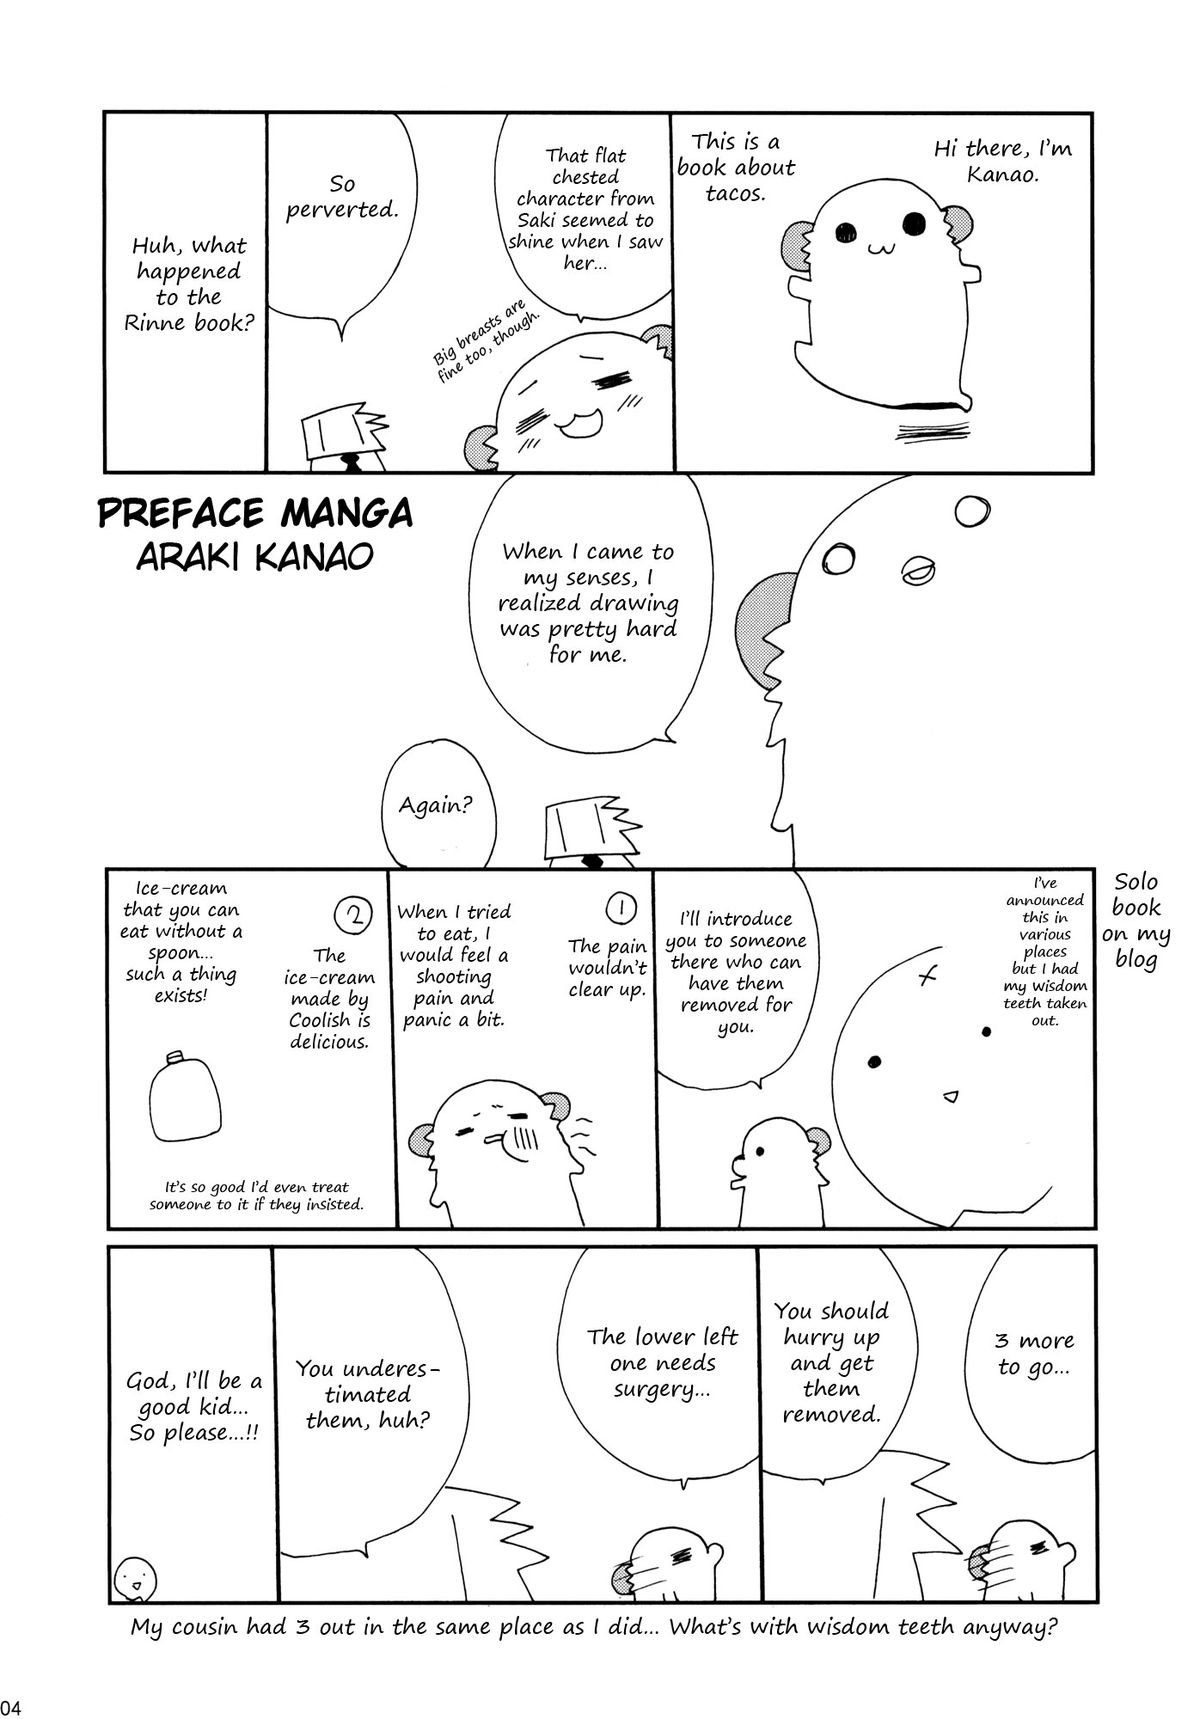 Hi there, I'm
Kanao.
This is a
book about
tacos.
That flat
chested
character from
Saki seemed to
shine when I saw
her...
Big breasts are
fine too, though.
So
perverted.
Huh, what
happened
to the
Rinne book?
PREFACE MANGA
ARAKI KANAO
When I came to
my senses, I
realized drawing
was pretty hard
for me.
Again?
Solo
book
on my
blog
I've
announced
this in
various
places
but I had
my wisdom
teeth taken
out.
I'll introduce
you to someone
there who can
have them
removed for
you.
1
The pain
wouldn't
clear up.
When I tried
to eat, I
would feel a
shooting
pain and
panic a bit.
2
The
ice-cream
made by
Coolish is
delicious.
Ice-cream
that you can
eat without a
spoon...
such a thing
exists!
It's so good I'd even treat
someone to it if they insisted.
3 more
to go...
You should
hurry up
and get
them
removed.
The lower left
one needs
surgery...
You underes-
timated
them, huh?
God, I'll be a
good kid...
So please...!!
My cousin had 3 out in the same place as I did... What's with wisdom teeth anyway?
04